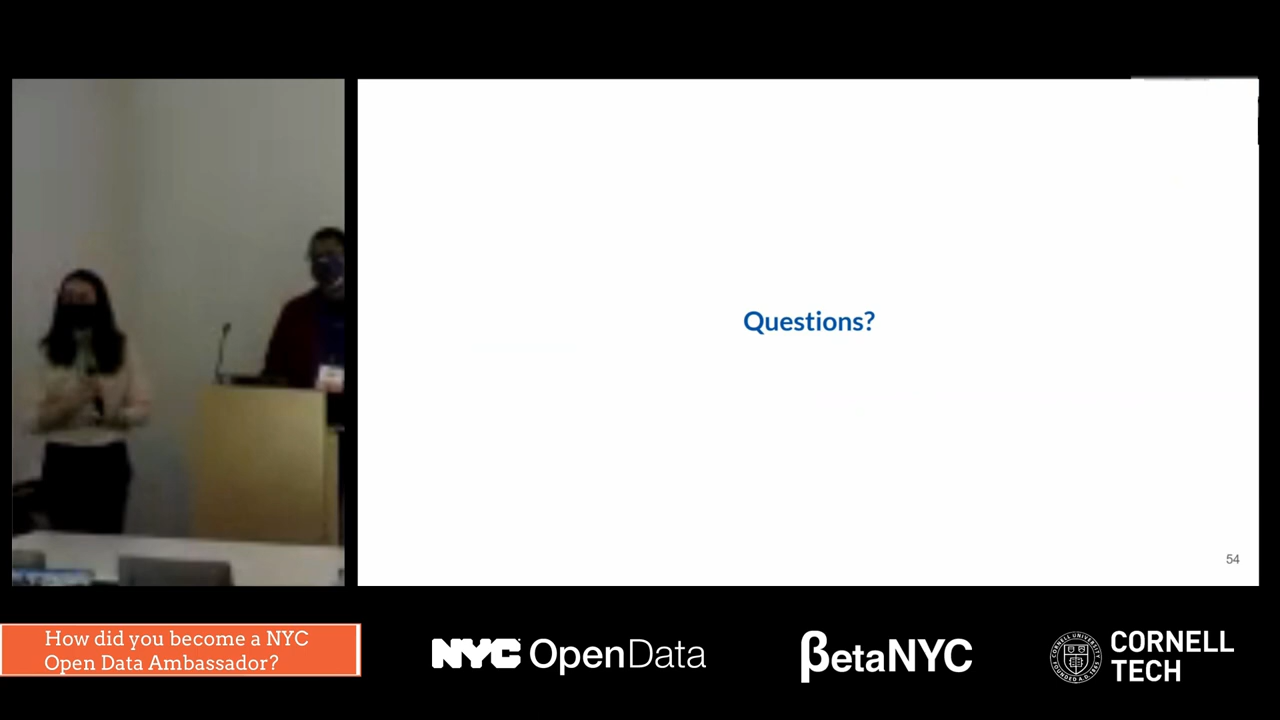 Questions?
54
How did you become a NYC
Open Data Ambassador?
NYC OpenData
βetaNYC
CORNELL
TECH